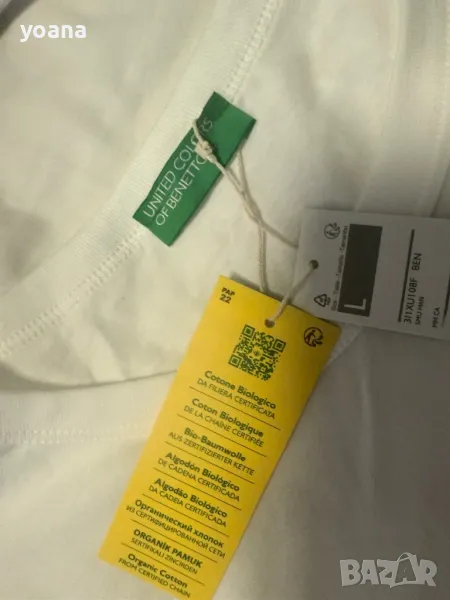 yoana
UNITED COLORS
OF BENETTON
L
3I1XU108F BEN
PAP
22
Cotone Biologico
DA FILIERA CERTIFICATA
Coton Biologique
DE LA CHAÎNE CERTIFIÉE
Bio-Baumwolle
AUS ZERTIFIZIERTER KETTE
Algodón Biológico
DE CADENA CERTIFICADA
Algodão Biológico
DA CADEIA CERTIFICADA
Органический хлопок
ИЗ СЕРТИФИЦИРОВАННОЙ СЕТИ
ORGANİK PAMUK
SERTİFİKALI ZİNCİRDEN
Organic Cotton
FROM CERTIFIED CHAIN
BAZAR.bg